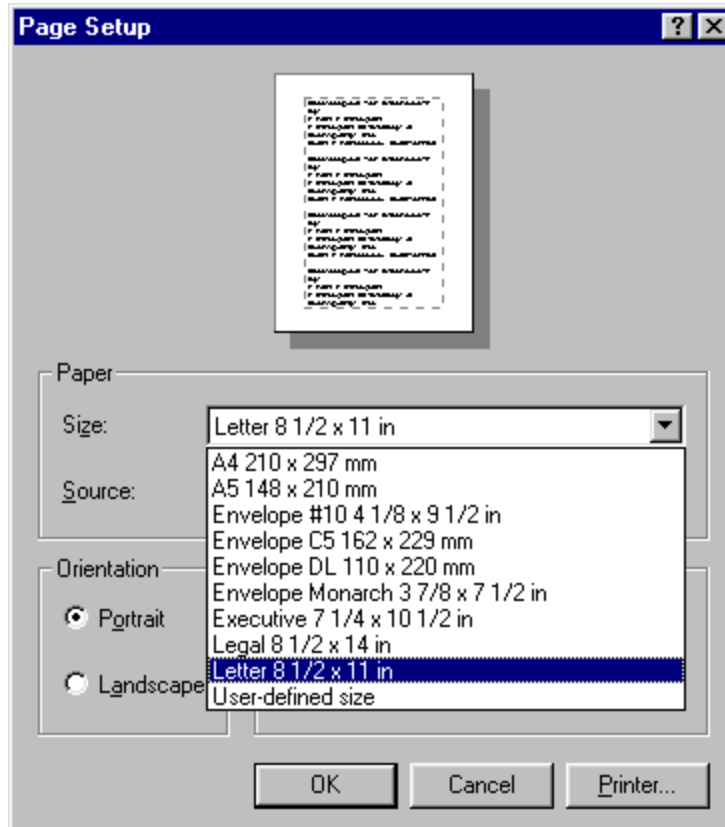 Page Setup
Paper
Size:
Letter 8 1/2 x 11 in
A4 210 x 297 mm
A5 148 x 210 mm
Source:
Envelope #10 4 1/8 x 9 1/2 in
Envelope C5 162 x 229 mm
Envelope DL 110 x 220 mm
Orientation
Envelope Monarch 3 7/8 x 7 1/2 in
Portrait
Executive 7 1/4 x 10 1/2 in
Legal 8 1/2 x 14 in
Letter 8 1/2 x 11 in
Landscape
User-defined size
OK
Cancel
Printer...